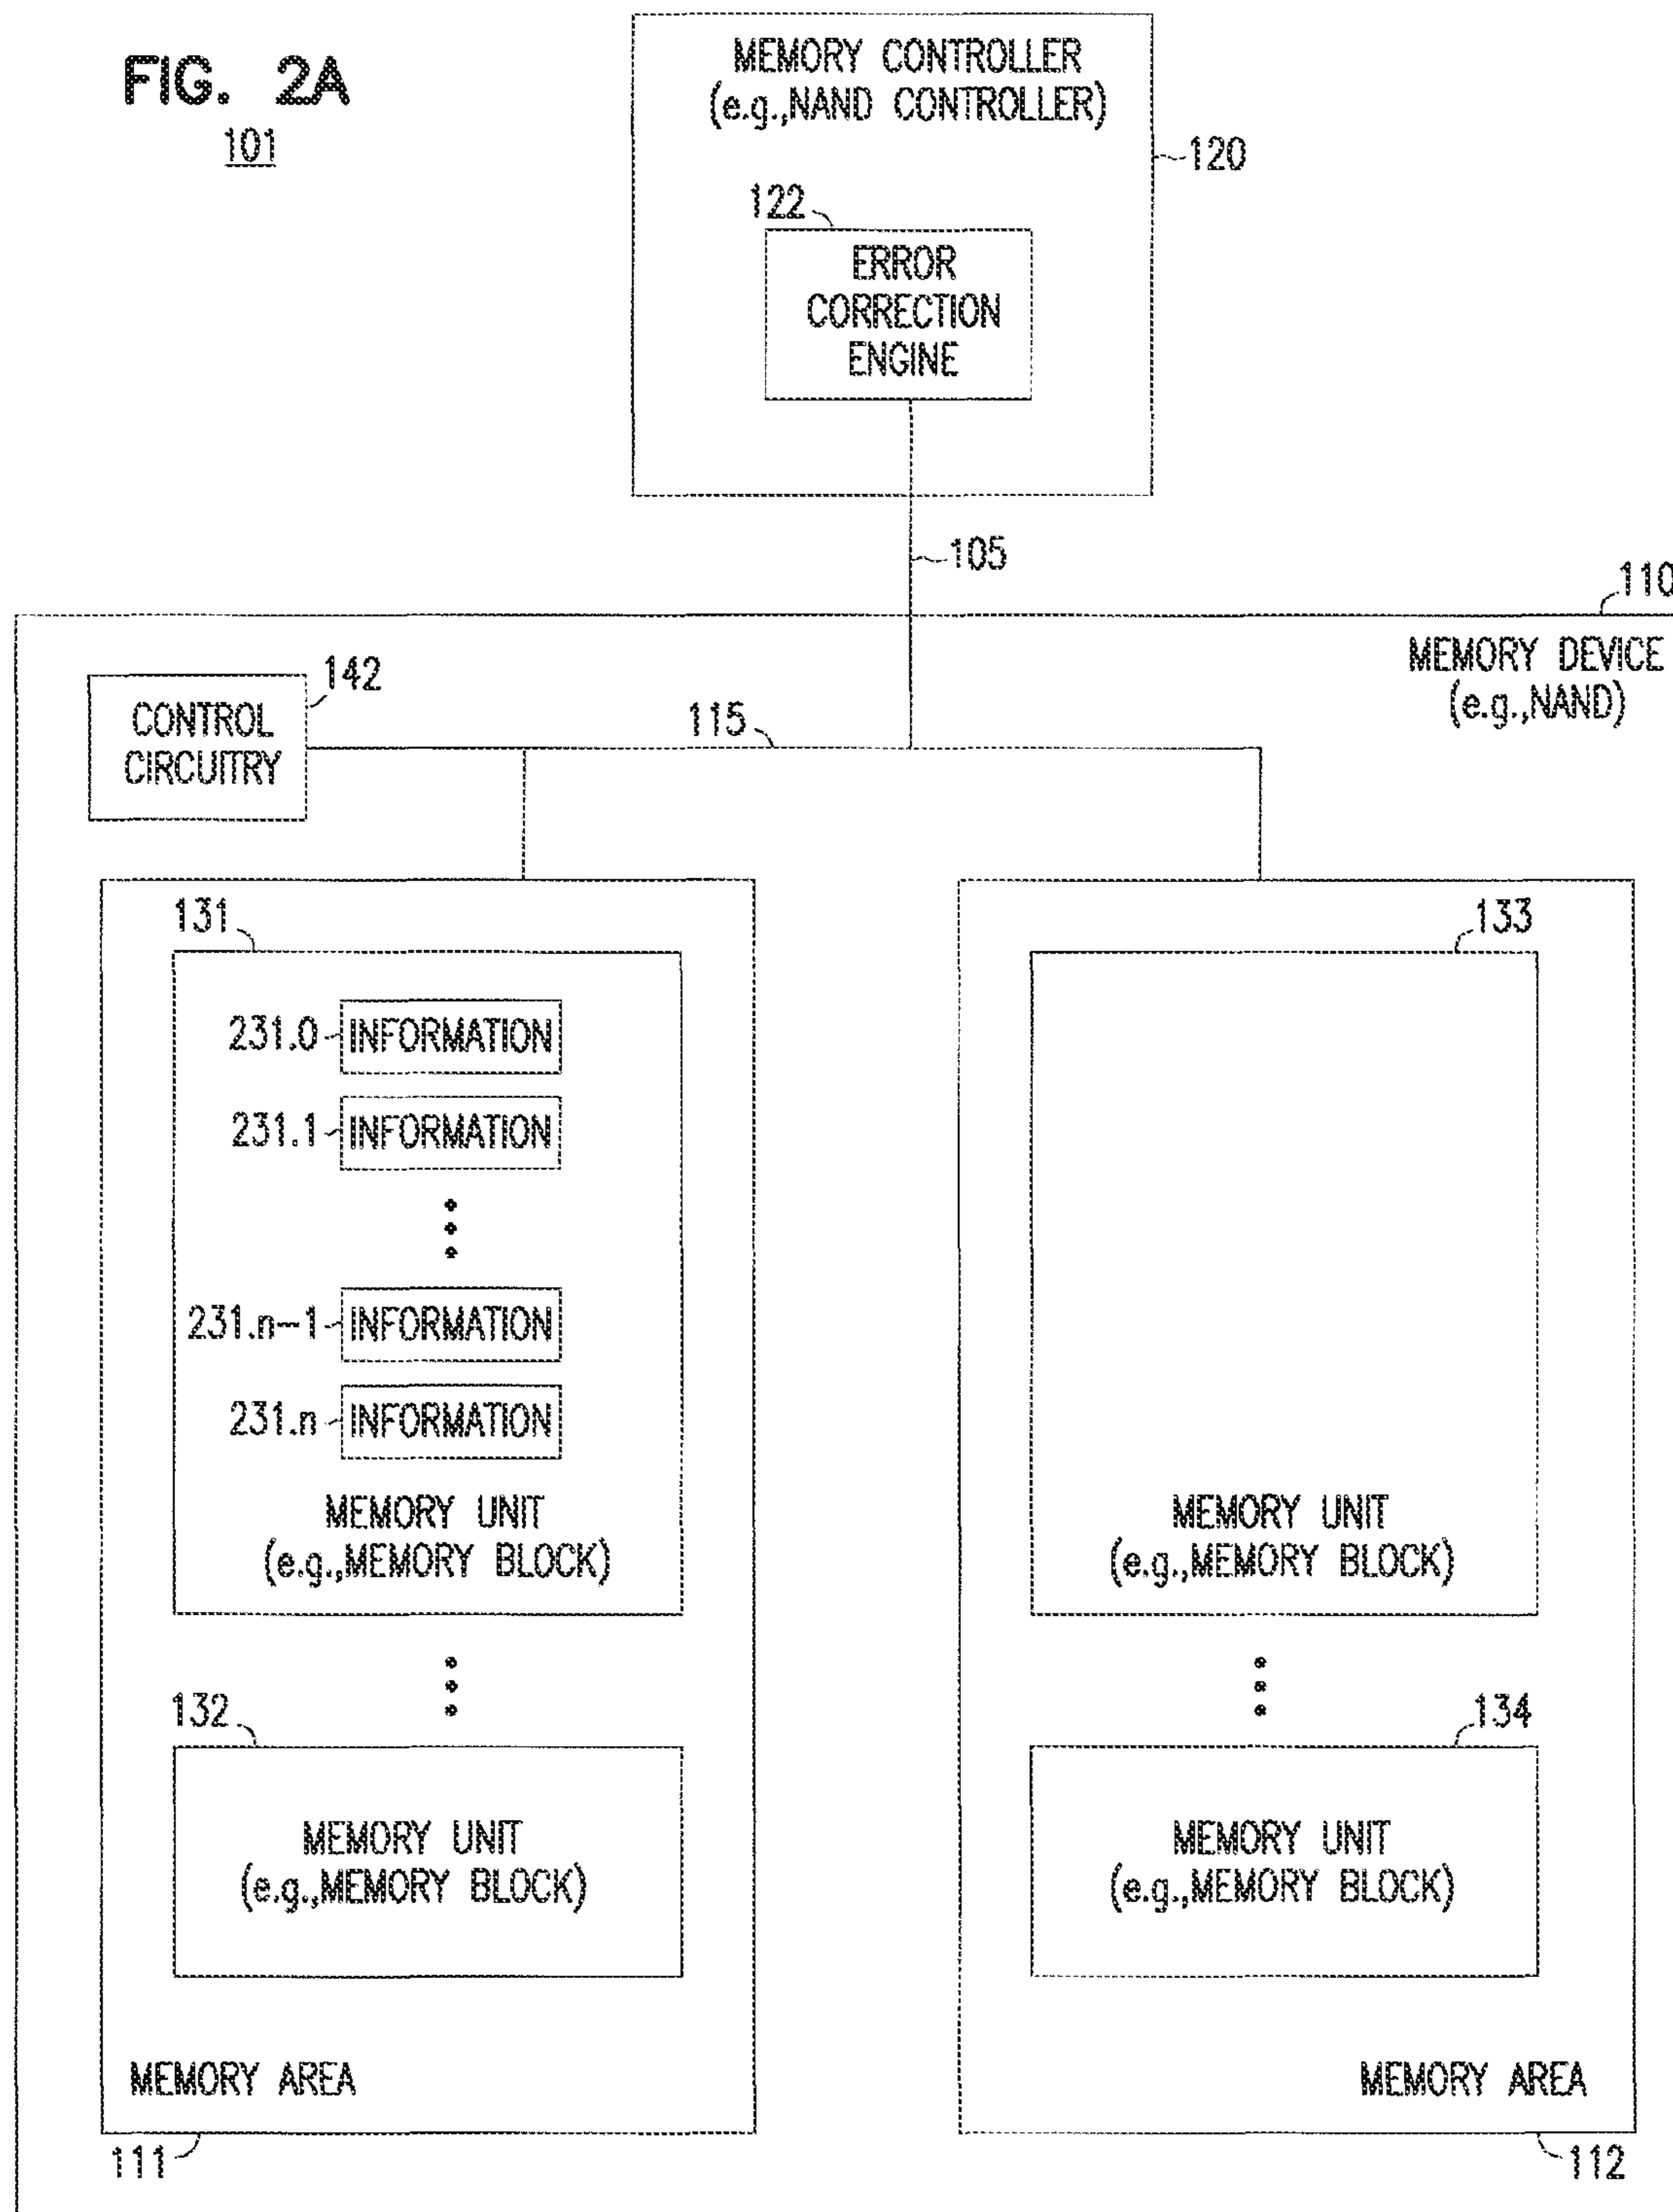 FIG. 2A
101
MEMORY CONTROLLER
(e.g.,NAND CONTROLLER)
120
122
ERROR
CORRECTION
ENGINE
105
110
MEMORY DEVICE
(e.g.,NAND)
142
CONTROL
CIRCUITRY
115
131
231.0 INFORMATION
231.1 INFORMATION
231.n-1 INFORMATION
231.n INFORMATION
MEMORY UNIT
(e.g.,MEMORY BLOCK)
132
MEMORY UNIT
(e.g.,MEMORY BLOCK)
MEMORY AREA
111
133
MEMORY UNIT
(e.g.,MEMORY BLOCK)
134
MEMORY UNIT
(e.g.,MEMORY BLOCK)
MEMORY AREA
112